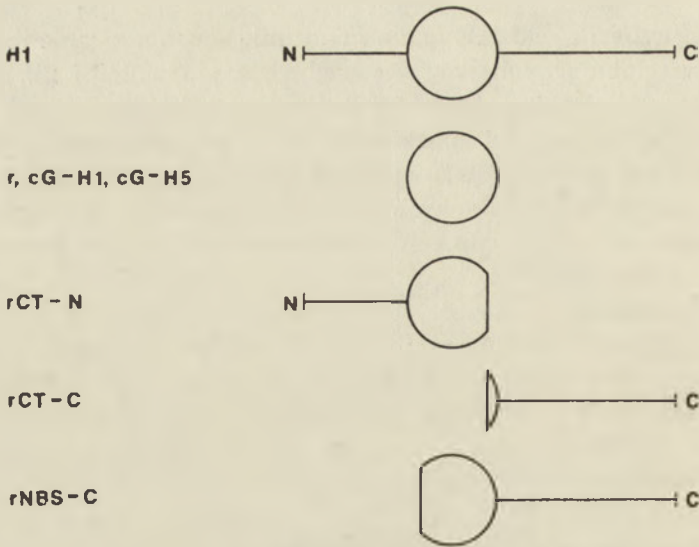 H1 N C
r, cG-H1, cG-H5
rCT-N N
rCT-C C
rNBS-C C